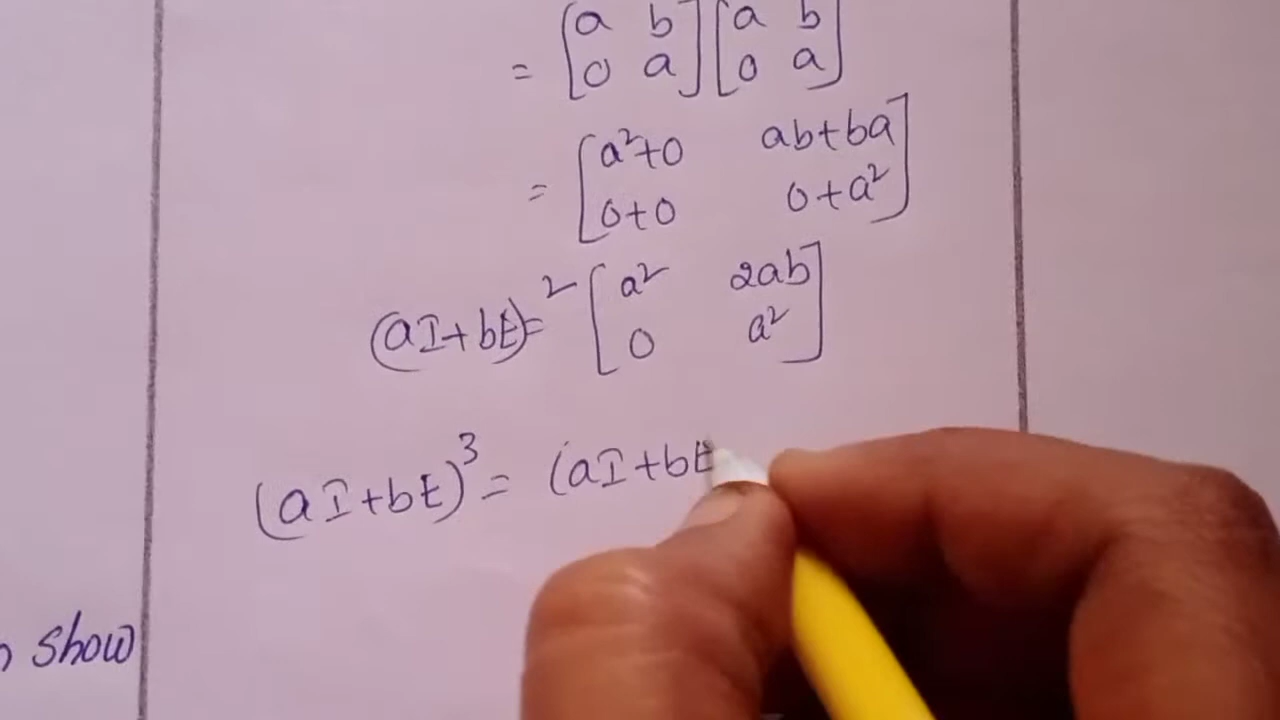 = [a b; 0 a] [a b; 0 a]
= [a²+0 ab+ba; 0+0 0+a²]
(aI+bE)² = [a² 2ab; 0 a²]
(aI+bE)³ = (aI+bE
show